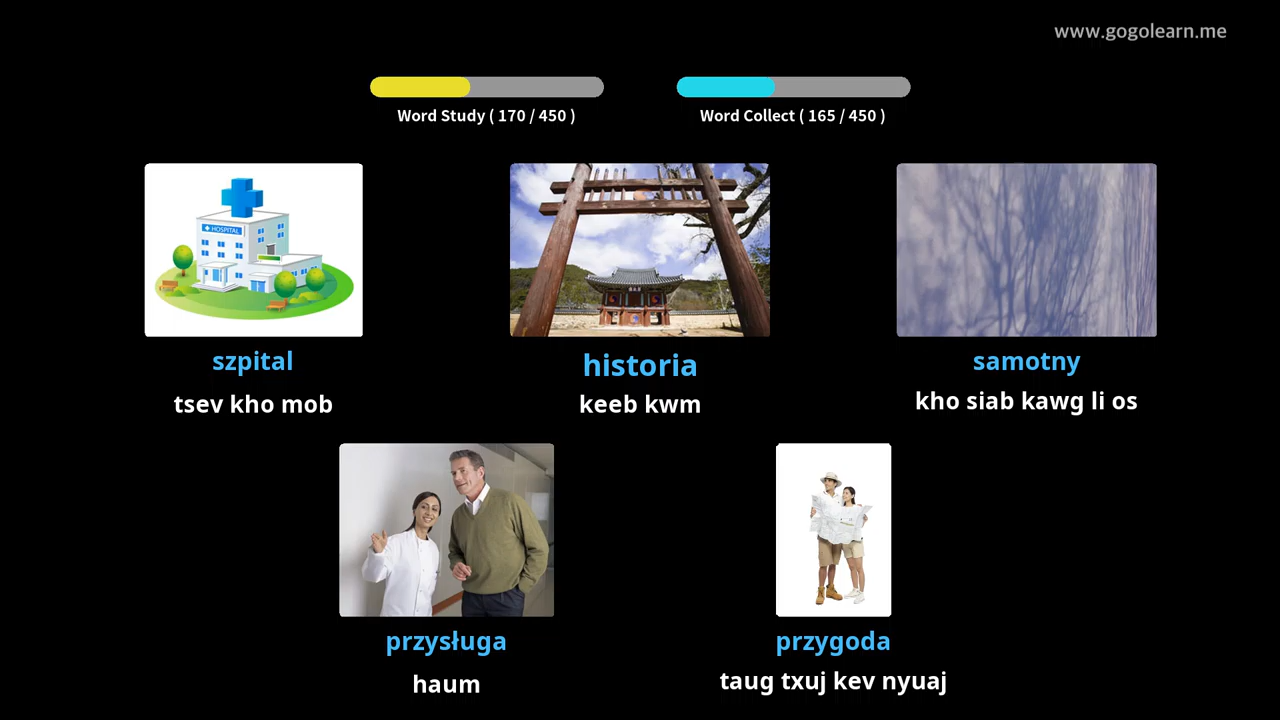 www.gogolearn.me
Word Study ( 170 / 450 )
Word Collect ( 165 / 450 )
HOSPITAL
szpital
historia
samotny
tsev kho mob
keeb kwm
kho siab kawg li os
przysługa
przygoda
haum
taug txuj kev nyuaj